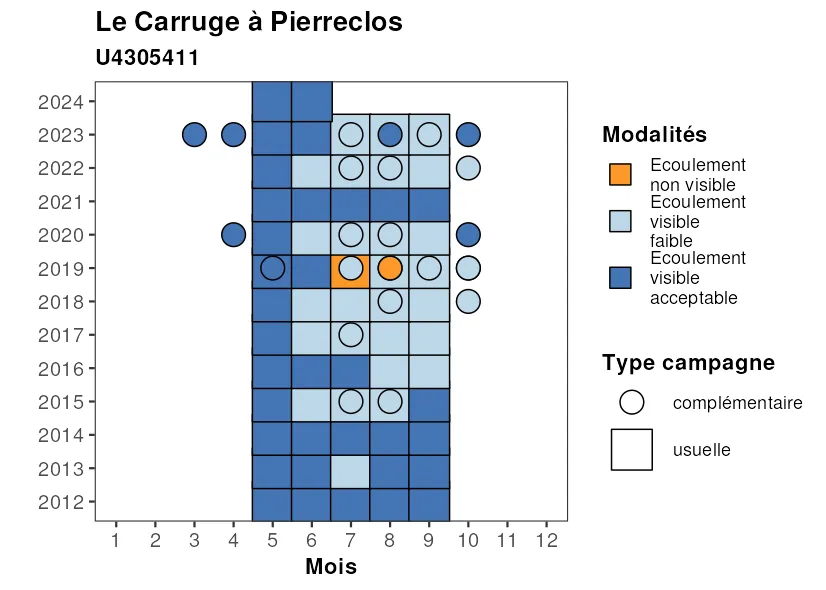 Le Carruge à Pierreclos
U4305411
2024
2023
2022
2021
2020
2019
2018
2017
2016
2015
2014
2013
2012
1 2 3 4 5 6 7 8 9 10 11 12
Mois
Modalités
Ecoulement
non visible
Ecoulement
visible
faible
Ecoulement
visible
acceptable
Type campagne
complémentaire
usuelle